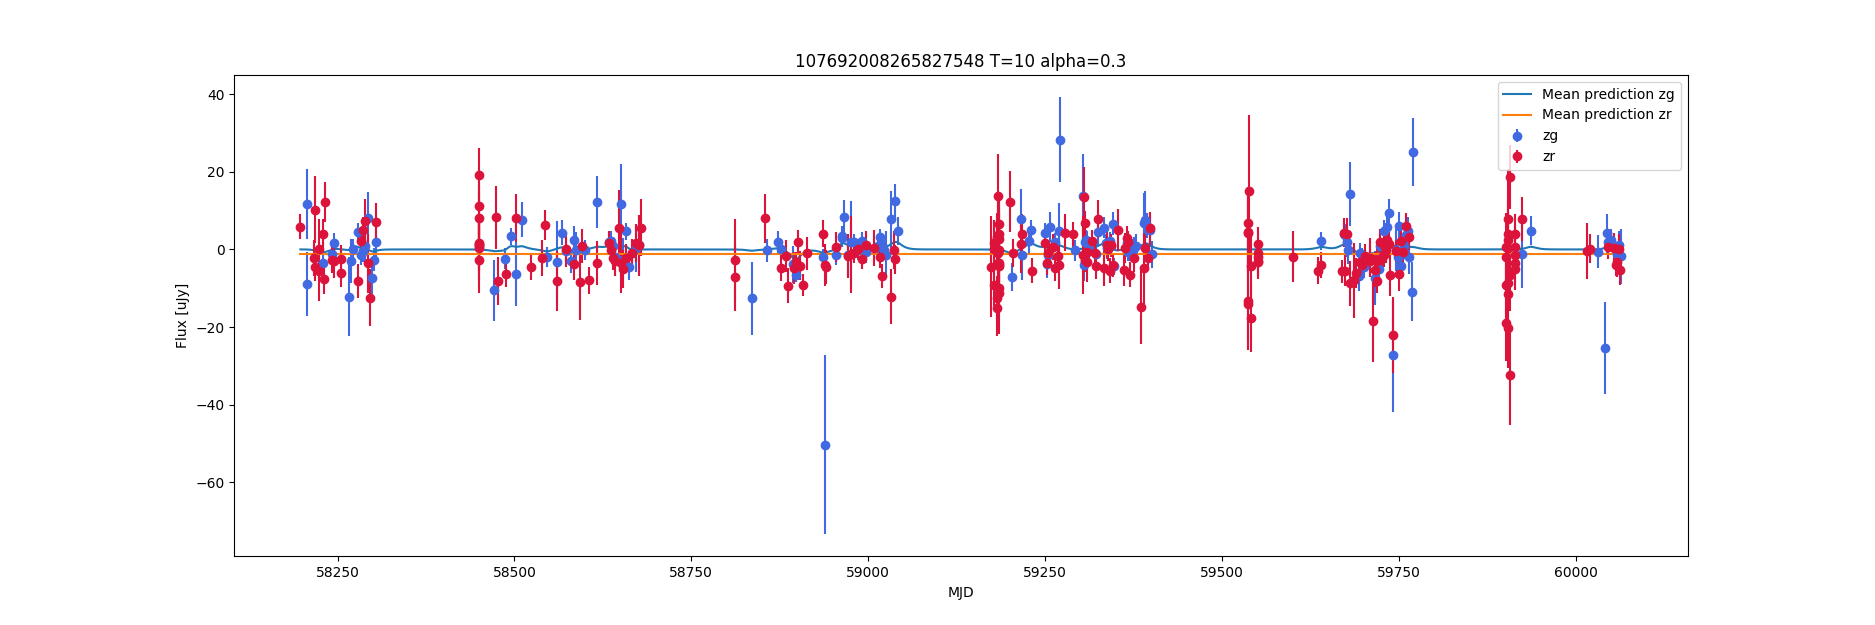 107692008265827548 T=10 alpha=0.3
Mean prediction zg
Mean prediction zr
zg
zr
40
20
0
−20
−40
−60
Flux [uJy]
58250 58500 58750 59000 59250 59500 59750 60000
MJD